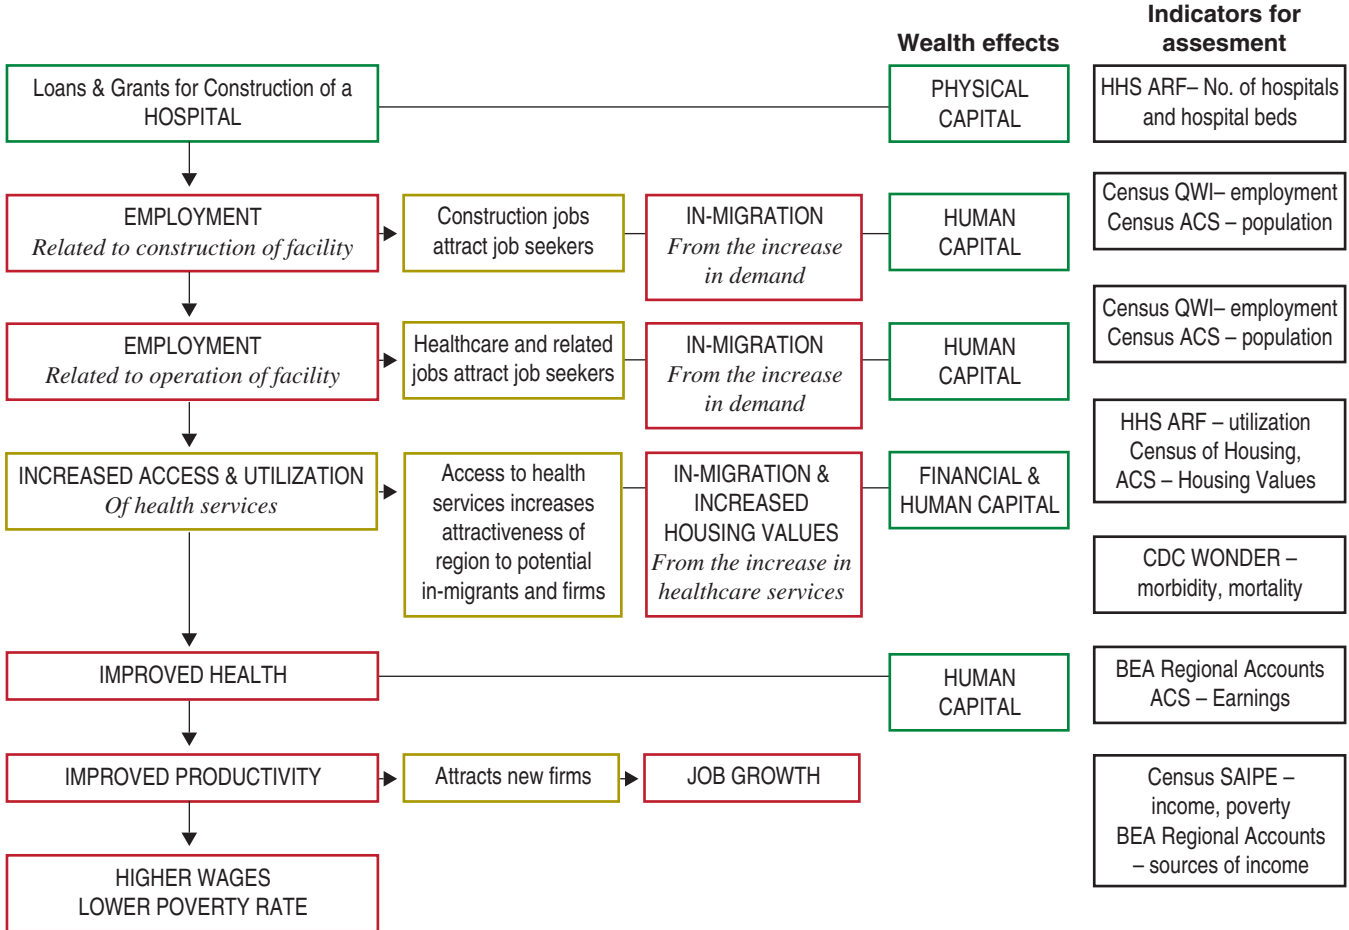 Indicators for
assesment
Wealth effects
Loans & Grants for Construction of a
HOSPITAL
PHYSICAL
CAPITAL
HHS ARF– No. of hospitals
and hospital beds
EMPLOYMENT
Related to construction of facility
Construction jobs
attract job seekers
IN-MIGRATION
From the increase
in demand
HUMAN
CAPITAL
Census QWI– employment
Census ACS – population
EMPLOYMENT
Related to operation of facility
Healthcare and related
jobs attract job seekers
IN-MIGRATION
From the increase
in demand
HUMAN
CAPITAL
Census QWI– employment
Census ACS – population
INCREASED ACCESS & UTILIZATION
Of health services
Access to health
services increases
attractiveness of
region to potential
in-migrants and firms
IN-MIGRATION &
INCREASED
HOUSING VALUES
From the increase in
healthcare services
FINANCIAL &
HUMAN CAPITAL
HHS ARF – utilization
Census of Housing,
ACS – Housing Values
CDC WONDER –
morbidity, mortality
IMPROVED HEALTH
HUMAN
CAPITAL
BEA Regional Accounts
ACS – Earnings
IMPROVED PRODUCTIVITY
Attracts new firms
JOB GROWTH
Census SAIPE –
income, poverty
BEA Regional Accounts
– sources of income
HIGHER WAGES
LOWER POVERTY RATE